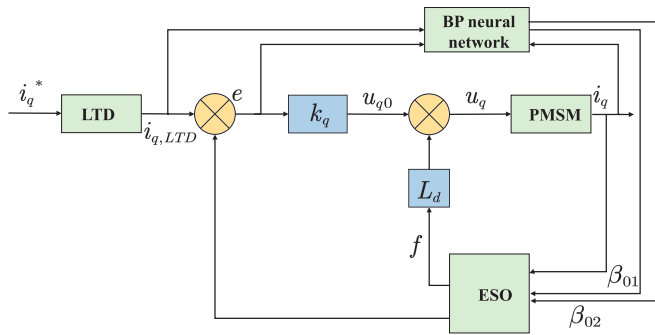 BP neural
network
i_q^*
LTD
i_{q,LTD}
e
k_q
u_{q0}
u_q
PMSM
i_q
L_d
f
ESO
β_{01}
β_{02}